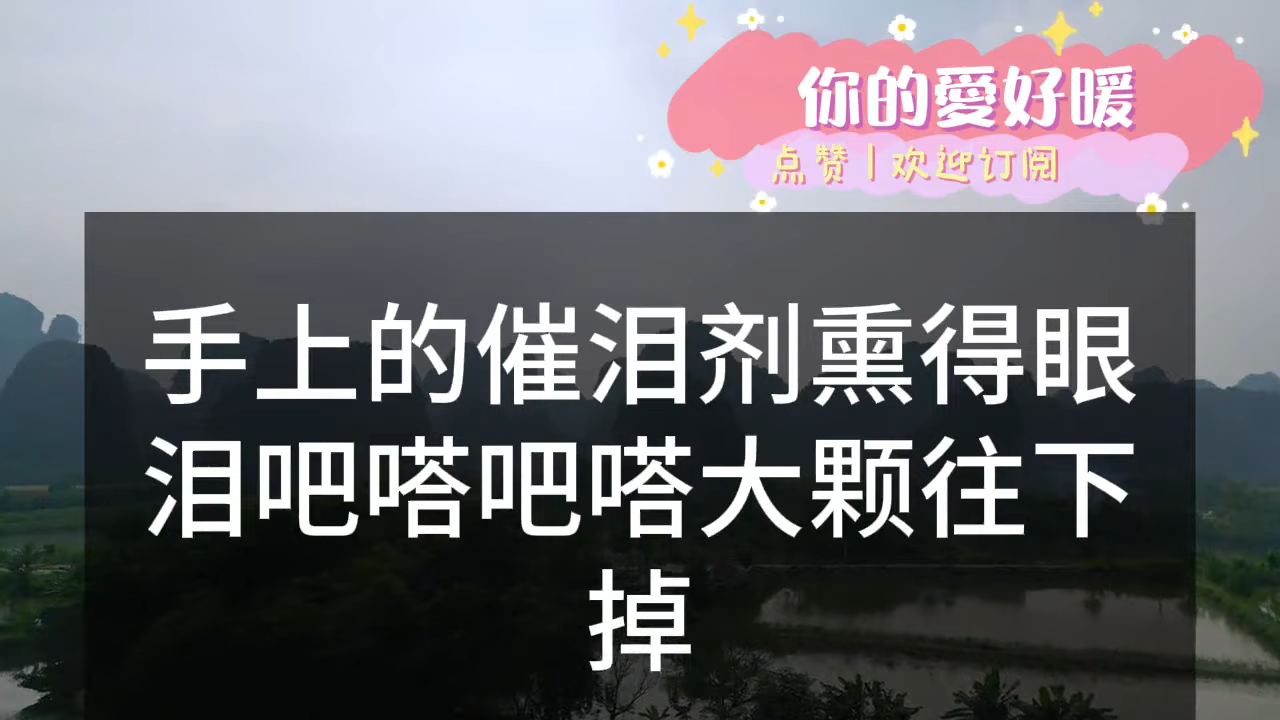 你的愛好暖
点赞丨欢迎订阅
手上的催泪剂熏得眼
泪吧嗒吧嗒大颗往下
掉